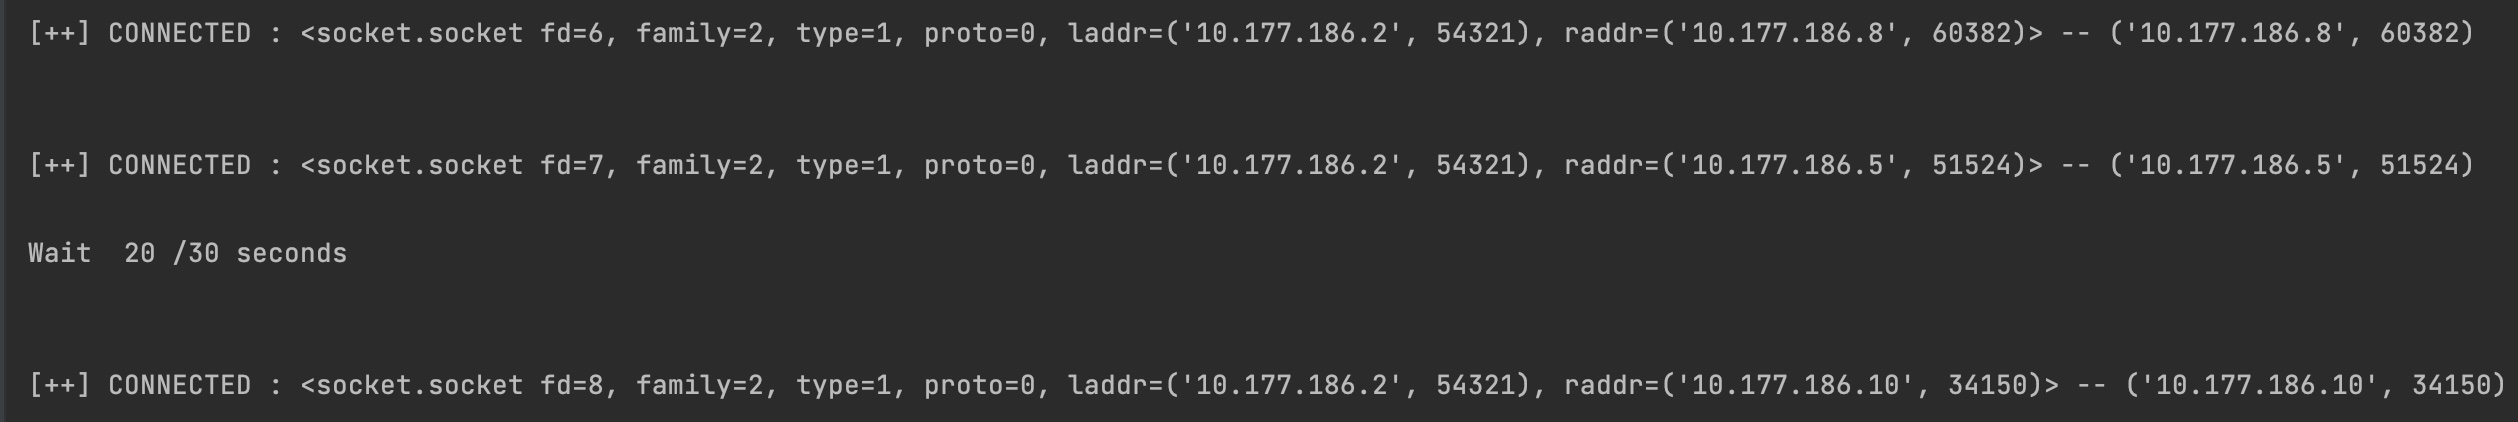 [++] CONNECTED : <socket.socket fd=6, family=2, type=1, proto=0, laddr=('10.177.186.2', 54321), raddr=('10.177.186.8', 60382)> -- ('10.177.186.8', 60382)
[++] CONNECTED : <socket.socket fd=7, family=2, type=1, proto=0, laddr=('10.177.186.2', 54321), raddr=('10.177.186.5', 51524)> -- ('10.177.186.5', 51524)
Wait  20 /30 seconds
[++] CONNECTED : <socket.socket fd=8, family=2, type=1, proto=0, laddr=('10.177.186.2', 54321), raddr=('10.177.186.10', 34150)> -- ('10.177.186.10', 34150)